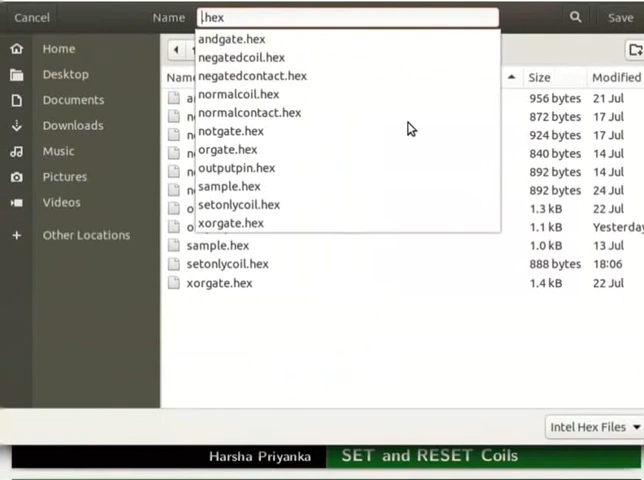 Cancel Name .hex Save
Home
Desktop
Documents
Downloads
Music
Pictures
Videos
Other Locations
andgate.hex
negatedcoil.hex
negatedcontact.hex
normalcoil.hex
normalcontact.hex
notgate.hex
orgate.hex
outputpin.hex
sample.hex
setonlycoil.hex
xorgate.hex
Size Modified
956 bytes 21 Jul
872 bytes 17 Jul
924 bytes 17 Jul
840 bytes 14 Jul
892 bytes 14 Jul
892 bytes 24 Jul
1.3 kB 22 Jul
1.1 kB Yesterday
sample.hex 1.0 kB 13 Jul
setonlycoil.hex 888 bytes 18:06
xorgate.hex 1.4 kB 22 Jul
Intel Hex Files
Harsha Priyanka SET and RESET Coils